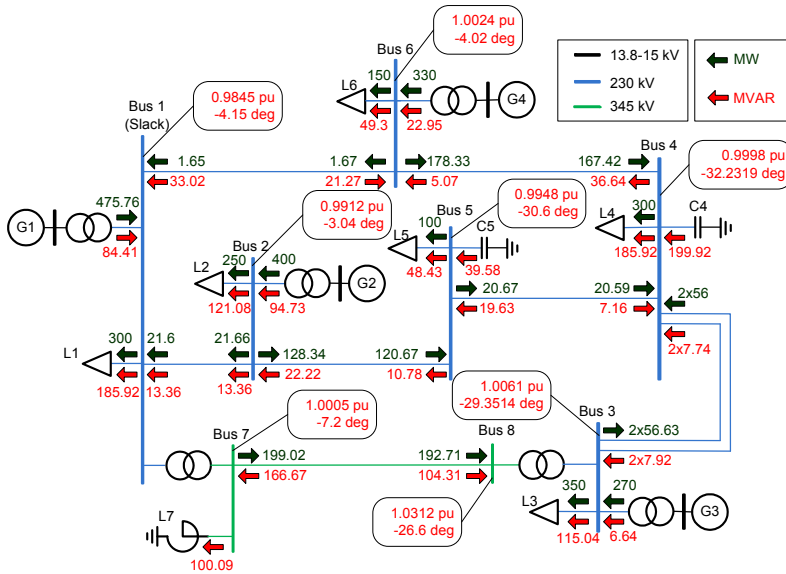 Bus 6
1.0024 pu
-4.02 deg
13.8-15 kV
230 kV
345 kV
MW
MVAR
Bus 1
(Slack)
0.9845 pu
-4.15 deg
L6
150
330
G4
49.3
22.95
Bus 4
0.9998 pu
-32.2319 deg
1.65
33.02
1.67
21.27
178.33
5.07
167.42
36.64
475.76
G1
84.41
0.9912 pu
-3.04 deg
Bus 2
L2
250
400
G2
121.08
94.73
0.9948 pu
-30.6 deg
Bus 5
100
L5
C5
48.43
39.58
L4
300
C4
185.92
199.92
20.67
19.63
20.59
7.16
2x56
2x7.74
L1
300
21.6
185.92
13.36
21.66
13.36
128.34
22.22
120.67
10.78
1.0061 pu
-29.3514 deg
Bus 3
1.0005 pu
-7.2 deg
Bus 7
199.02
166.67
192.71
104.31
Bus 8
2x56.63
2x7.92
1.0312 pu
-26.6 deg
L3
350
270
G3
115.04
6.64
L7
100.09